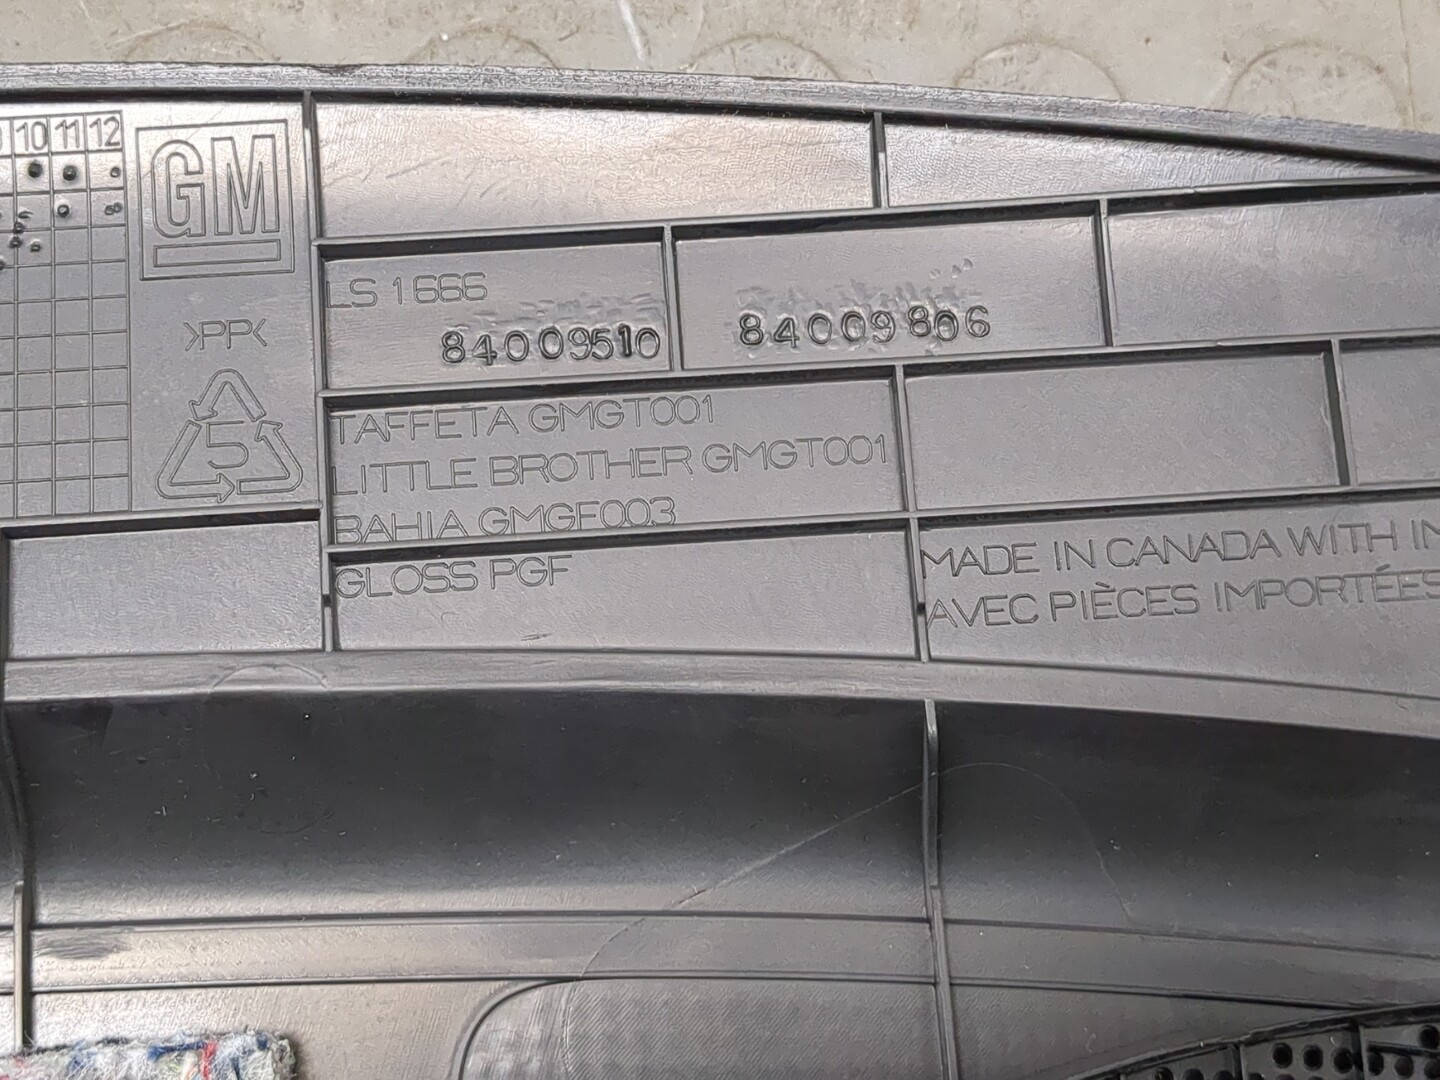 10 11 12
GM
LS 1666
84009510
84009806
>PP<
5
TAFFETA GMGT001
LITTLE BROTHER GMGT001
BAHIA GMGF003
GLOSS PGF
MADE IN CANADA WITH
AVEC PIÈCES IMPORTÉES